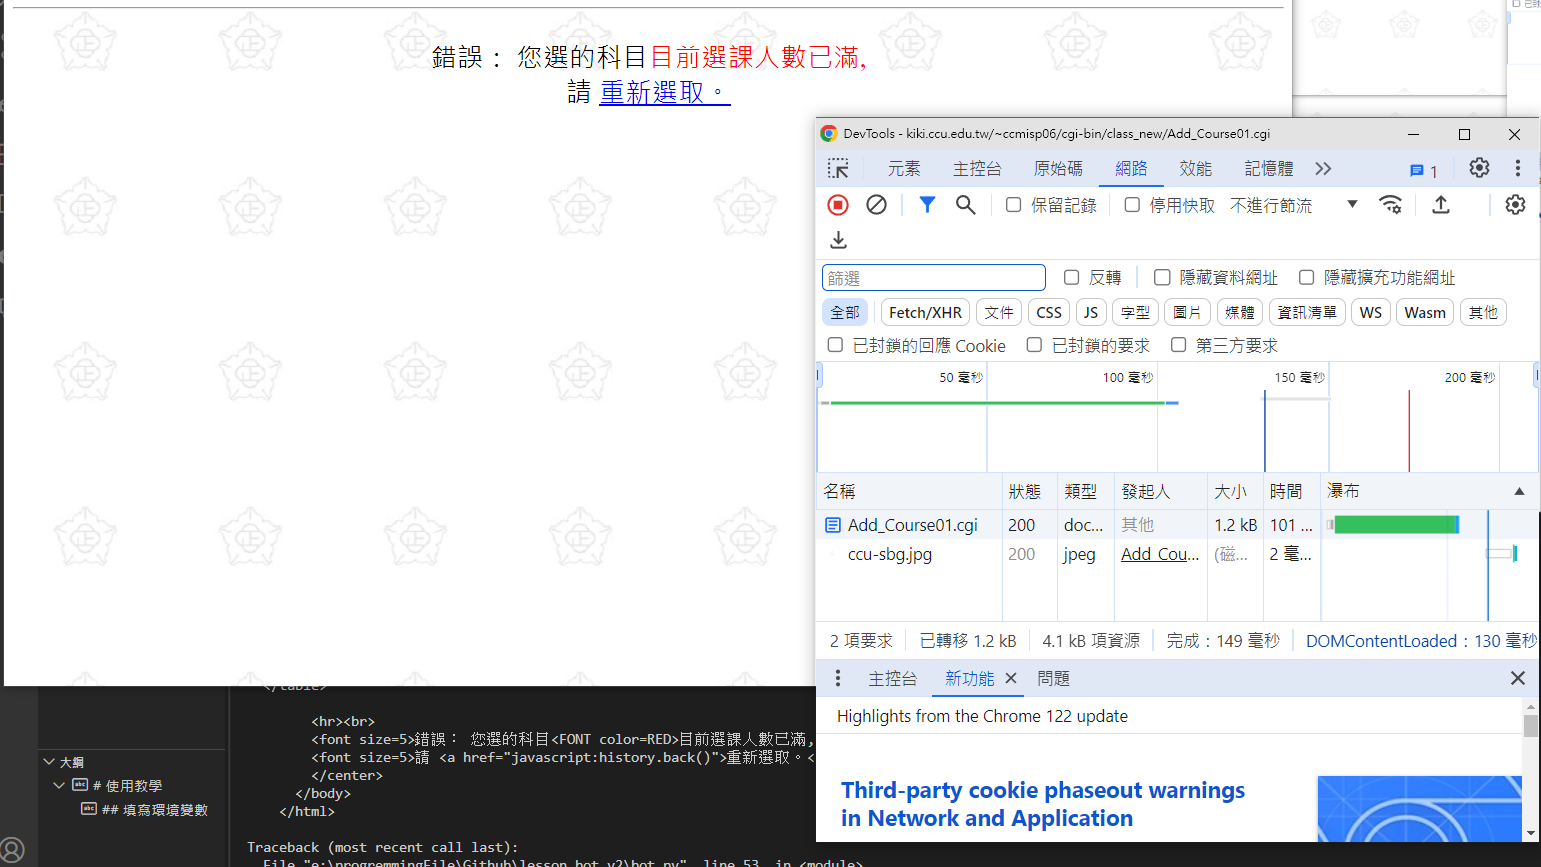 錯誤： 您選的科目目前選課人數已滿,
請 重新選取。
DevTools - kiki.ccu.edu.tw/~ccmisp06/cgi-bin/class_new/Add_Course01.cgi
元素 主控台 原始碼 網路 效能 記憶體 1
保留記錄 停用快取 不進行節流
篩選 反轉 隱藏資料網址 隱藏擴充功能網址
全部 Fetch/XHR 文件 CSS JS 字型 圖片 媒體 資訊清單 WS Wasm 其他
已封鎖的回應 Cookie 已封鎖的要求 第三方要求
50 毫秒 100 毫秒 150 毫秒 200 毫秒
名稱 狀態 類型 發起人 大小 時間 瀑布
Add_Course01.cgi 200 doc... 其他 1.2 kB 101 ...
ccu-sbg.jpg 200 jpeg Add_Cou... (磁... 2 毫...
2 項要求 已轉移 1.2 kB 4.1 kB 項資源 完成：149 毫秒 DOMContentLoaded：130 毫秒
主控台 新功能 問題
Highlights from the Chrome 122 update
Third-party cookie phaseout warnings
in Network and Application
</table>
<hr><br>
<font size=5>錯誤： 您選的科目<FONT color=RED>目前選課人數已滿,
<font size=5>請 <a href="javascript:history.back()">重新選取。<
</center>
</body>
</html>
Traceback (most recent call last):
File "e:\progrommingFile\Github\lesson_bot_v2\bot.py", line 53, in <module>
大綱
# 使用教學
## 填寫環境變數